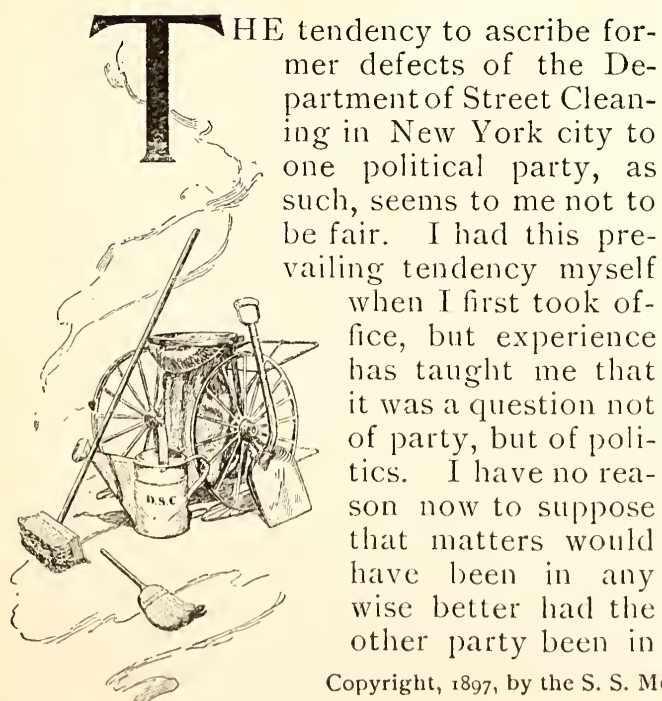 THE tendency to ascribe for-
mer defects of the De-
partment of Street Clean-
ing in New York city to
one political party, as
such, seems to me not to
be fair. I had this pre-
vailing tendency myself
when I first took of-
fice, but experience
has taught me that
it was a question not
of party, but of poli-
tics. I have no rea-
son now to suppose
that matters would
have been in any
wise better had the
other party been in
D.S.C
Copyright, 1897, by the S. S.